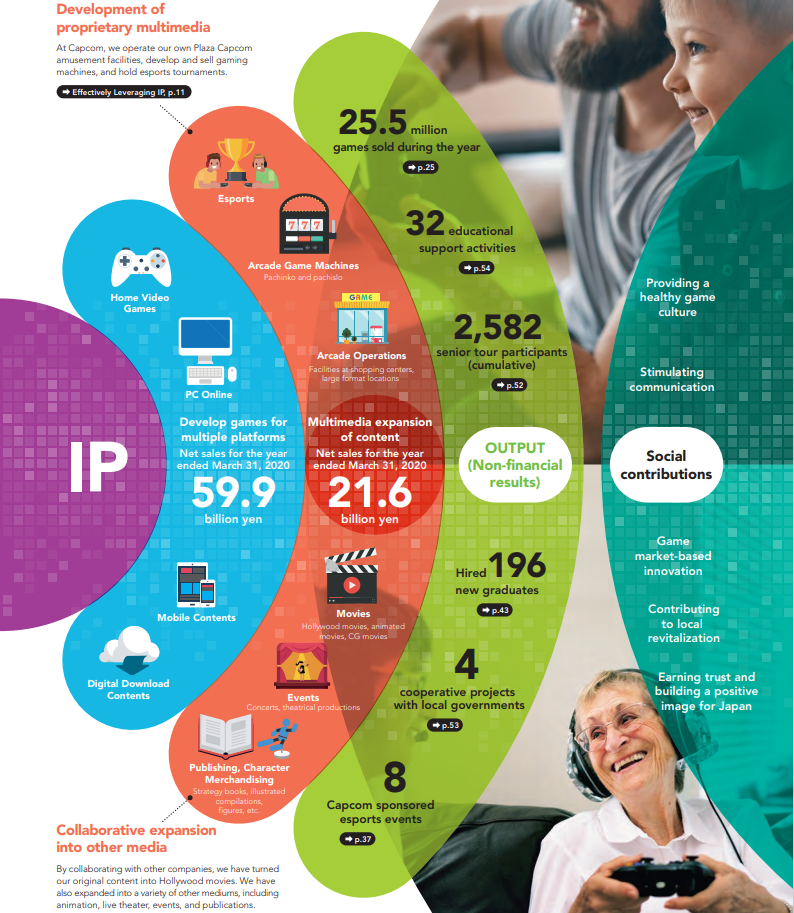 Development of
proprietary multimedia
At Capcom, we operate our own Plaza Capcom
amusement facilities, develop and sell gaming
machines, and hold esports tournaments.
➡ Effectively Leveraging IP, p.11
Esports
Arcade Game Machines
Pachinko and pachislo
777
GAME
Arcade Operations
Facilities at shopping centers,
large format locations
Home Video
Games
PC Online
IP
Develop games for
multiple platforms
Net sales for the year
ended March 31, 2020
59.9
billion yen
Multimedia expansion
of content
Net sales for the year
ended March 31, 2020
21.6
billion yen
Mobile Contents
Digital Download
Contents
Movies
Hollywood movies, animated
movies, CG movies
Events
Concerts, theatrical productions
Publishing, Character
Merchandising
Strategy books, illustrated
compilations,
figures, etc.
25.5 million
games sold during the year
➡ p.25
32 educational
support activities
➡ p.54
2,582
senior tour participants
(cumulative)
➡ p.52
OUTPUT
(Non-financial
results)
Hired 196
new graduates
➡ p.43
4
cooperative projects
with local governments
➡ p.53
8
Capcom sponsored
esports events
➡ p.37
Providing a
healthy game
culture
Stimulating
communication
Social
contributions
Game
market-based
innovation
Contributing
to local
revitalization
Earning trust and
building a positive
image for Japan
Collaborative expansion
into other media
By collaborating with other companies, we have turned
our original content into Hollywood movies. We have
also expanded into a variety of other mediums, including
animation, live theater, events, and publications.